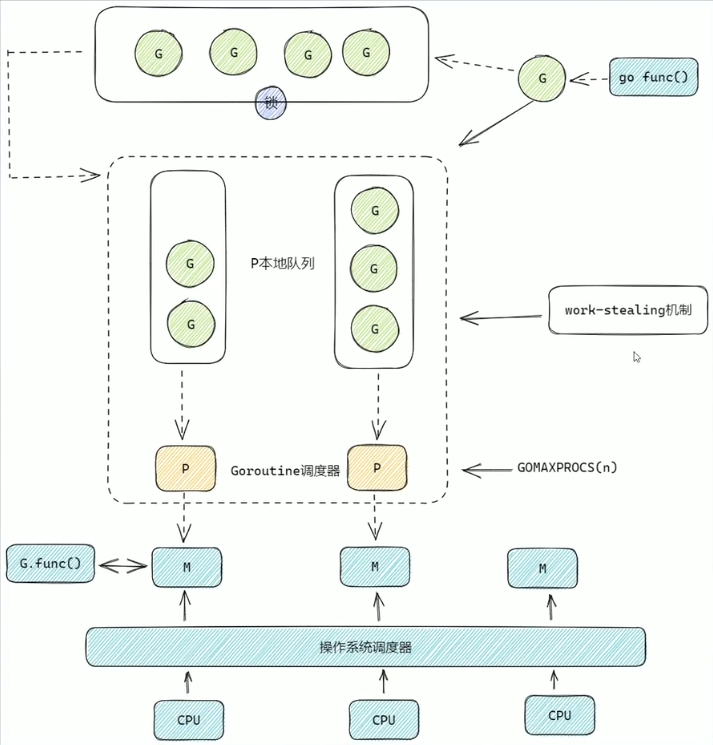 G
G
G
G
G
go func()
锁
G
G
P本地队列
G
G
G
work-stealing机制
P
Goroutine调度器
P
GOMAXPROCS(n)
G.func()
M
M
M
操作系统调度器
CPU
CPU
CPU